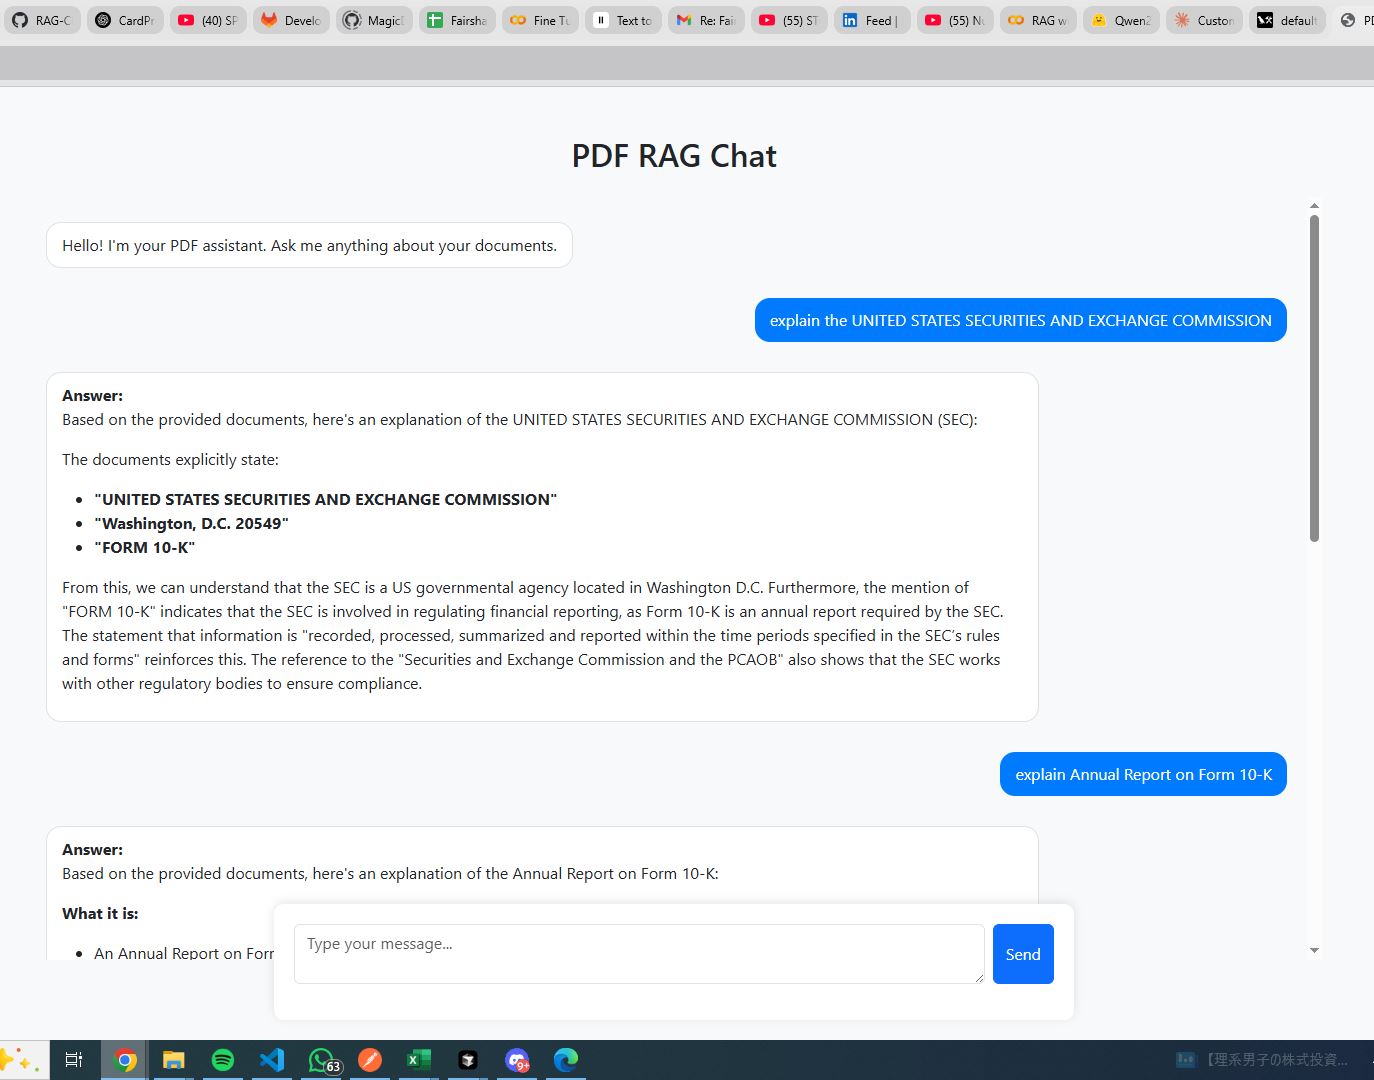 RAG-C
CardPr
(40) SP
Develo
Magic
Fairsha
Fine Tu
Text to
Re: Fai
(55) ST
Feed |
(55) Nu
RAG w
Qwen2
Custon
default
PD
PDF RAG Chat
Hello! I'm your PDF assistant. Ask me anything about your documents.
explain the UNITED STATES SECURITIES AND EXCHANGE COMMISSION
Answer:
Based on the provided documents, here's an explanation of the UNITED STATES SECURITIES AND EXCHANGE COMMISSION (SEC):
The documents explicitly state:
"UNITED STATES SECURITIES AND EXCHANGE COMMISSION"
"Washington, D.C. 20549"
"FORM 10-K"
From this, we can understand that the SEC is a US governmental agency located in Washington D.C. Furthermore, the mention of
"FORM 10-K" indicates that the SEC is involved in regulating financial reporting, as Form 10-K is an annual report required by the SEC.
The statement that information is "recorded, processed, summarized and reported within the time periods specified in the SEC's rules
and forms" reinforces this. The reference to the "Securities and Exchange Commission and the PCAOB" also shows that the SEC works
with other regulatory bodies to ensure compliance.
explain Annual Report on Form 10-K
Answer:
Based on the provided documents, here's an explanation of the Annual Report on Form 10-K:
What it is:
An Annual Report on Forr
Type your message...
Send
63
9+
【理系男子の株式投資...